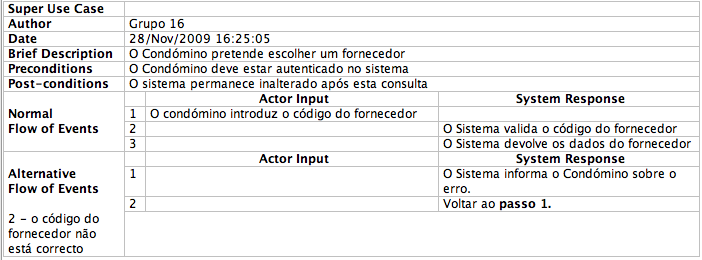 Super Use Case
Author Grupo 16
Date 28/Nov/2009 16:25:05
Brief Description O Condómino pretende escolher um fornecedor
Preconditions O Condómino deve estar autenticado no sistema
Post-conditions O sistema permanece inalterado após esta consulta
Normal
Flow of Events
Actor Input System Response
1 O condómino introduz o código do fornecedor
2 O Sistema valida o código do fornecedor
3 O Sistema devolve os dados do fornecedor
Alternative
Flow of Events
2 - o código do
fornecedor não
está correcto
Actor Input System Response
1 O Sistema informa o Condómino sobre o
erro.
2 Voltar ao passo 1.